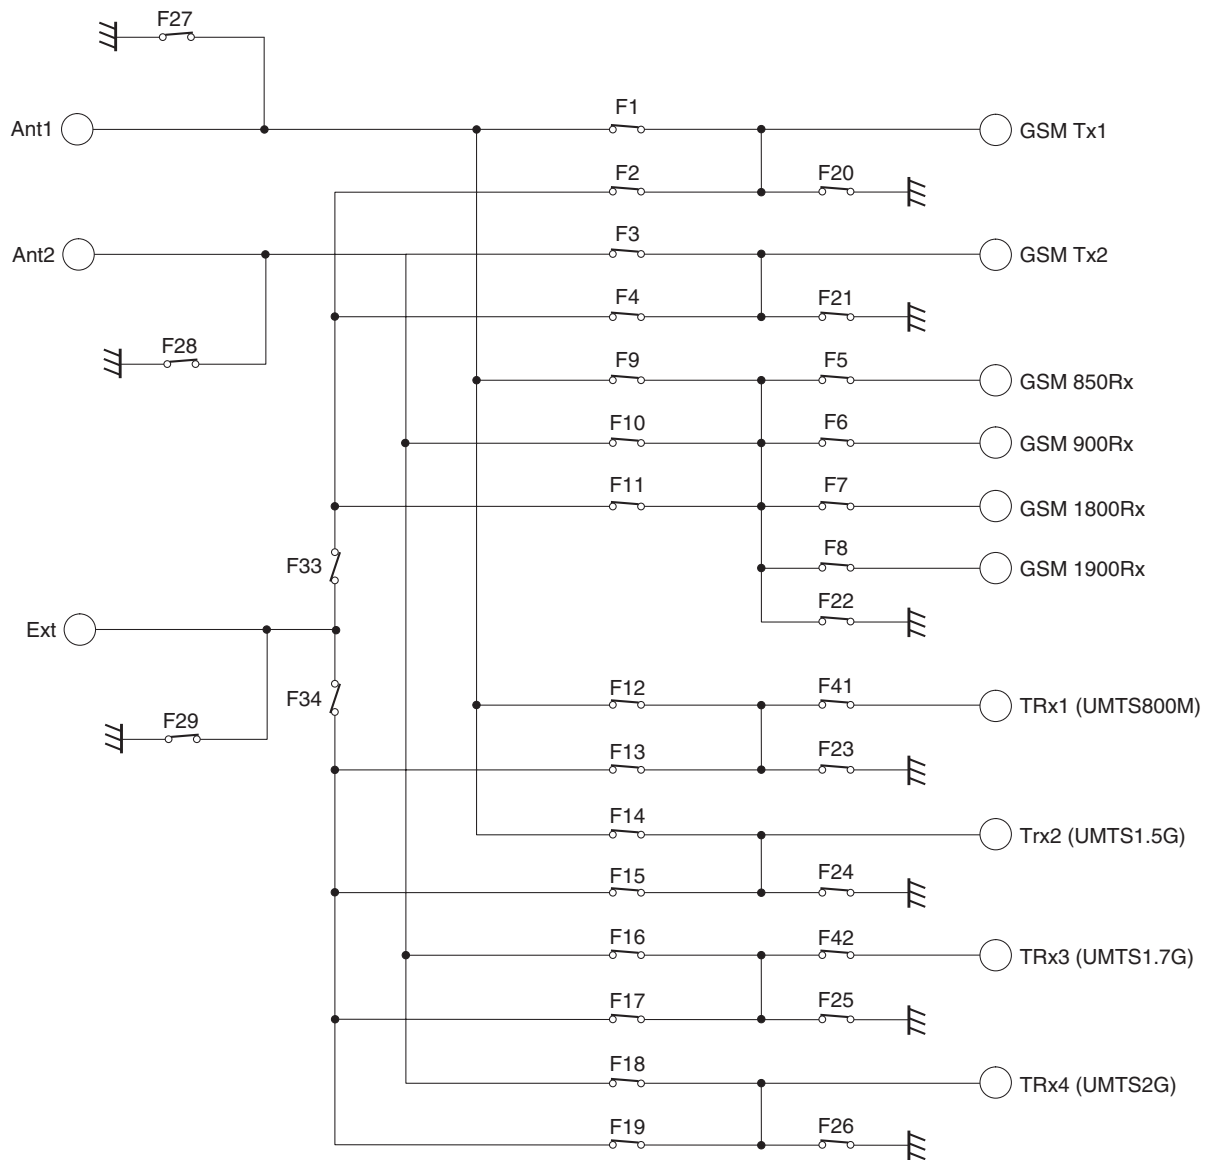 F27
Ant1
F1
GSM Tx1
F2
F20
Ant2
F3
GSM Tx2
F4
F21
F28
F9
F5
GSM 850Rx
F10
F6
GSM 900Rx
F11
F7
GSM 1800Rx
F33
F8
GSM 1900Rx
F22
Ext
F34
F12
F41
TRx1 (UMTS800M)
F29
F13
F23
F14
Trx2 (UMTS1.5G)
F15
F24
F16
F42
TRx3 (UMTS1.7G)
F17
F25
F18
TRx4 (UMTS2G)
F19
F26